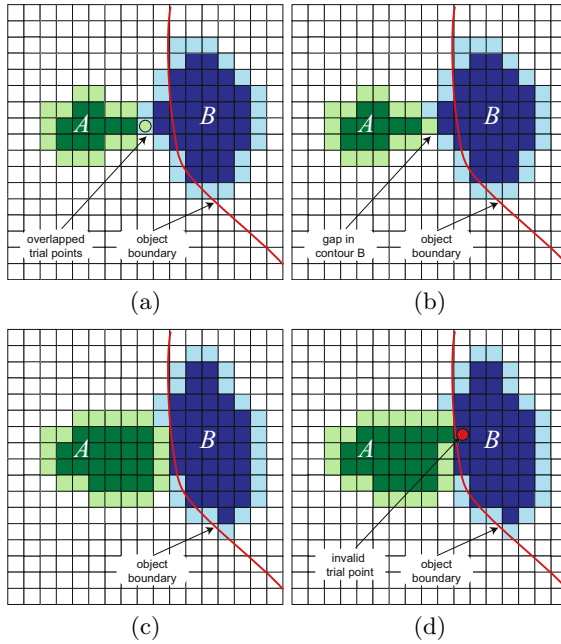 A
B
overlapped
trial points
object
boundary
(a)
A
B
gap in
contour B
object
boundary
(b)
A
B
object
boundary
(c)
A
B
invalid
trial point
object
boundary
(d)